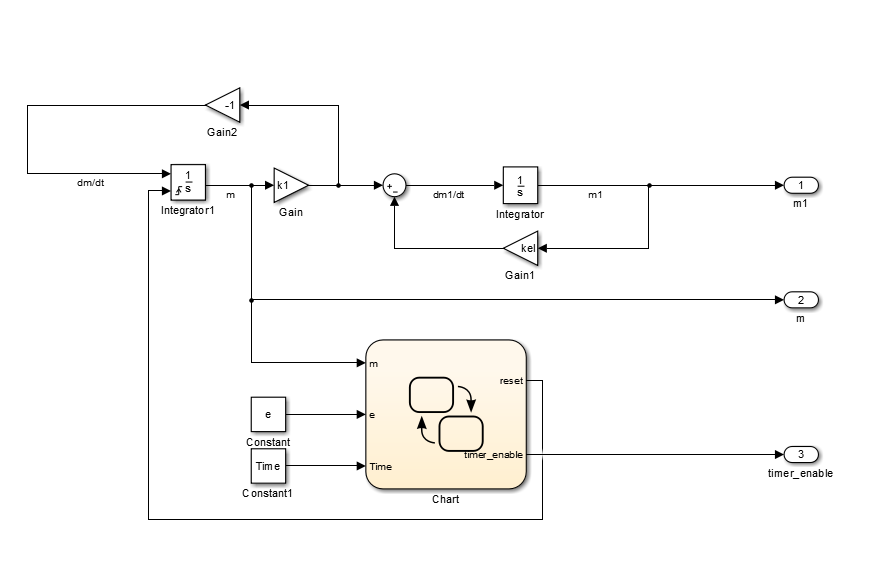 -1
Gain2
dm/dt
1
s
Integrator1
m
k1
Gain
+
-
dm1/dt
1
s
Integrator
m1
1
m1
kel
Gain1
2
m
m
reset
e
Constant
e
Time
Constant1
Time
timer_enable
Chart
3
timer_enable